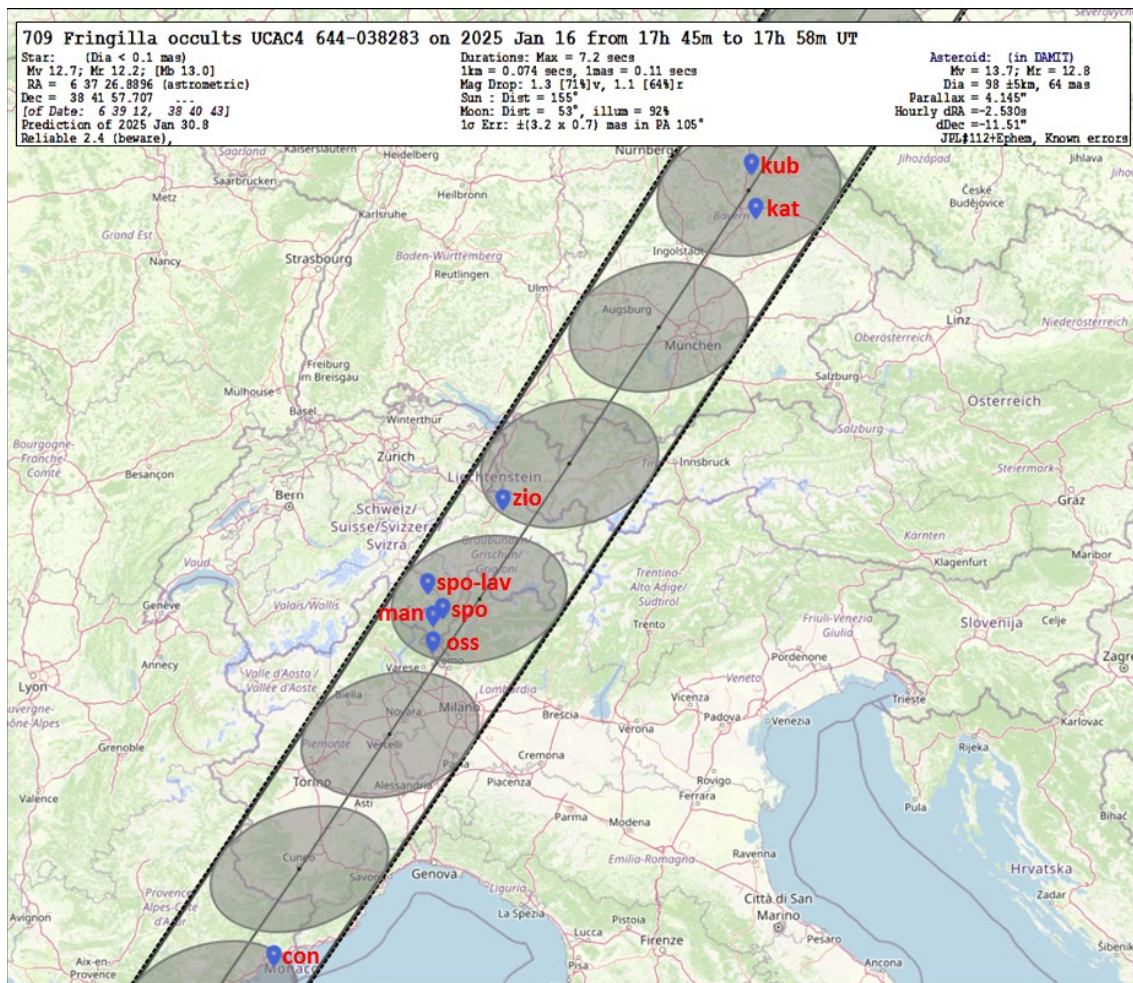 709 Fringilla occults UCAC4 644-038283 on 2025 Jan 16 from 17h 45m to 17h 58m UT
Star: (Dia < 0.1 mas)
Mv 12.7; Mr 12.2; [Mb 13.0]
RA = 6 37 26.8896 (astrometric)
Dec = 38 41 57.707 ...
[of Date: 6 39 12, 38 40 43]
Prediction of 2025 Jan 30.8
Reliable 2.4 (beware),
Durations: Max = 7.2 secs
1km = 0.074 secs, 1mas = 0.11 secs
Mag Drop: 1.3 [71%]v, 1.1 [64%]r
Sun : Dist = 155°
Moon: Dist = 53°, illum = 92%
1σ Err: ±(3.2 x 0.7) mas in PA 105°
Asteroid: (in DAMIT)
Mv = 13.7; Mr = 12.8
Dia = 98 ±5km, 64 mas
Parallax = 4.145"
Hourly dRA =-2.530s
dDec =-11.51"
JPL#112+Ephem, Known errors
Saarland
Kaiserslautern
Heidelberg
Nürnberg
kub
Jihozápad
Jihlava
Metz
Saarbrücken
Heilbronn
kat
České
Budějovice
Karlsruhe
Bayern
Grand Est
Nancy
Strasbourg
Baden-Württemberg
Reutlingen
Ingolstadt
Ulm
Augsburg
Linz
Niederösterreich
Oberösterreich
München
Freiburg
im Breisgau
Mulhouse
Salzburg
Basel
Winterthur
Österreich
Bourgogne-
Franche-
Comté
Besançon
Zürich
Salzburg
Liechtenstein
Tirol
Innsbruck
Steiermark
Bern
zio
Graz
Schweiz/
Suisse/Svizzera/
Svizra
Graubünden/
Grischun/
Grigioni
Kärnten
Maribor
Klagenfurt
Vaud
spo-lav
Trentino-
Alto Adige/
Südtirol
Genève
Valais/Wallis
man
spo
Friuli-Venezia
Giulia
Slovenija
Celje
Trento
oss
Annecy
Varese
Como
Pordenone
Zagreb
Lyon
Valle d'Aosta /
Vallée d'Aoste
Biella
Lombardia
Veneto
Auvergne-
Rhône-Alpes
Novara
Milano
Vicenza
Trieste
Brescia
Padova
Venezia
Karlovac
Verona
Grenoble
Piemonte
Vercelli
Pavia
Cremona
Rijeka
Torino
Alessandria
Piacenza
Rovigo
Valence
Asti
Ferrara
Pula
Parma
Bihać
Modena
Cuneo
Ravenna
Genova
Emilia-Romagna
Hrvatska
Savona
Provence-
Alpes-Côte
d'Azur
Liguria
Zadar
La Spezia
Città di San
Marino
Avignon
Pistoia
Lucca
Pesaro
Šibenik
Firenze
con
Aix-en-
Provence
Monaco
Pisa
Ancona